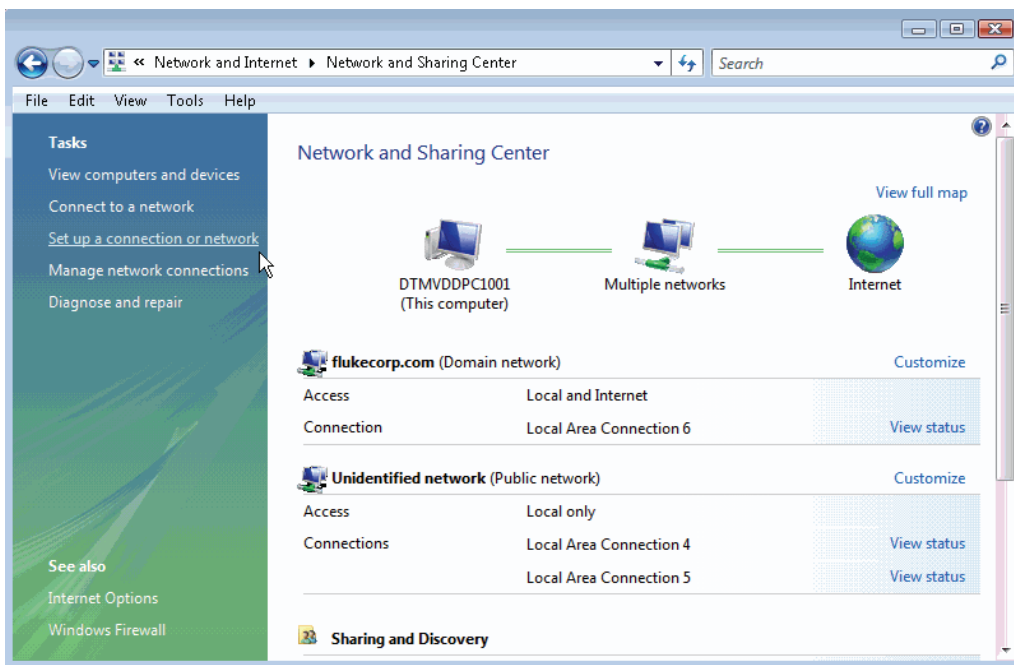 « Network and Internet ▸ Network and Sharing Center
Search
File Edit View Tools Help
Tasks
View computers and devices
Connect to a network
Set up a connection or network
Manage network connections
Diagnose and repair
See also
Internet Options
Windows Firewall
Network and Sharing Center
View full map
DTMVDDPC1001
(This computer)
Multiple networks
Internet
flukecorp.com (Domain network) Customize
Access Local and Internet
Connection Local Area Connection 6 View status
Unidentified network (Public network) Customize
Access Local only
Connections Local Area Connection 4 View status
Local Area Connection 5 View status
Sharing and Discovery